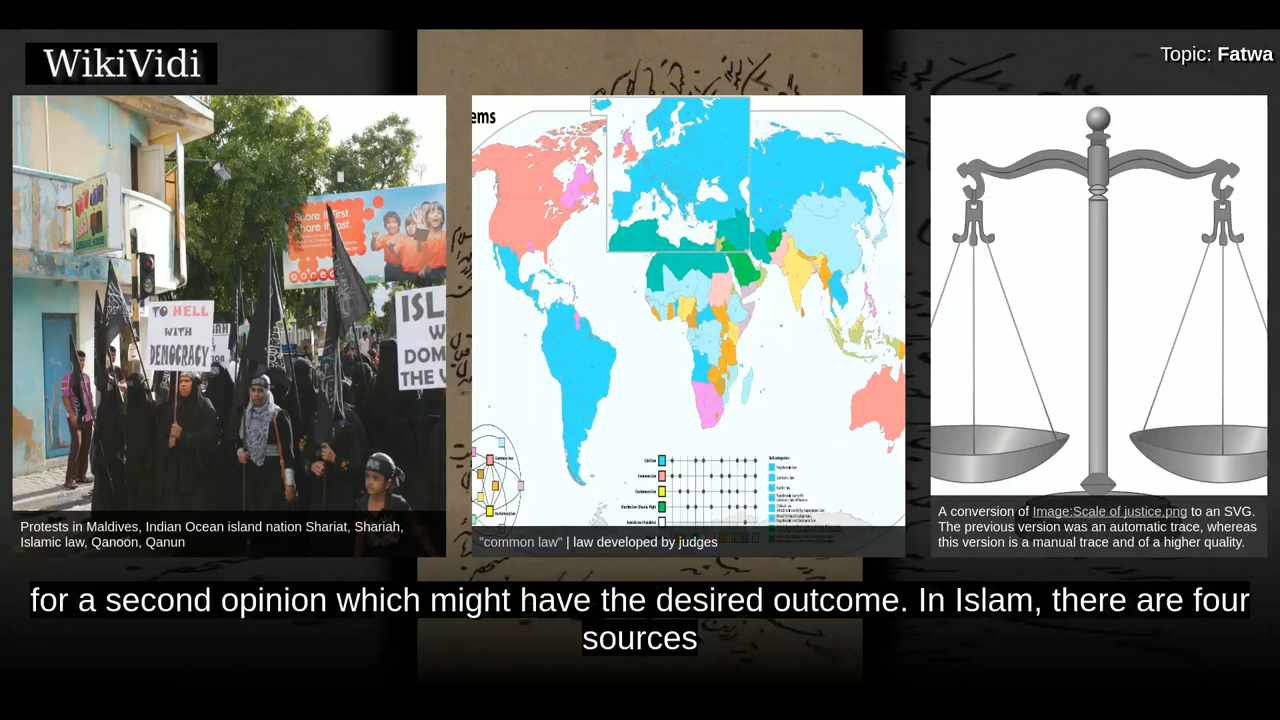 WikiVidi
Topic: Fatwa
TO HELL
WITH
DEMOCRACY
ISL
W
DOM
THE
ems
Protests in Maldives, Indian Ocean island nation Shariat, Shariah,
Islamic law, Qanoon, Qanun
"common law" | law developed by judges
A conversion of Image:Scale of justice.png to an SVG.
The previous version was an automatic trace, whereas
this version is a manual trace and of a higher quality.
for a second opinion which might have the desired outcome. In Islam, there are four
sources